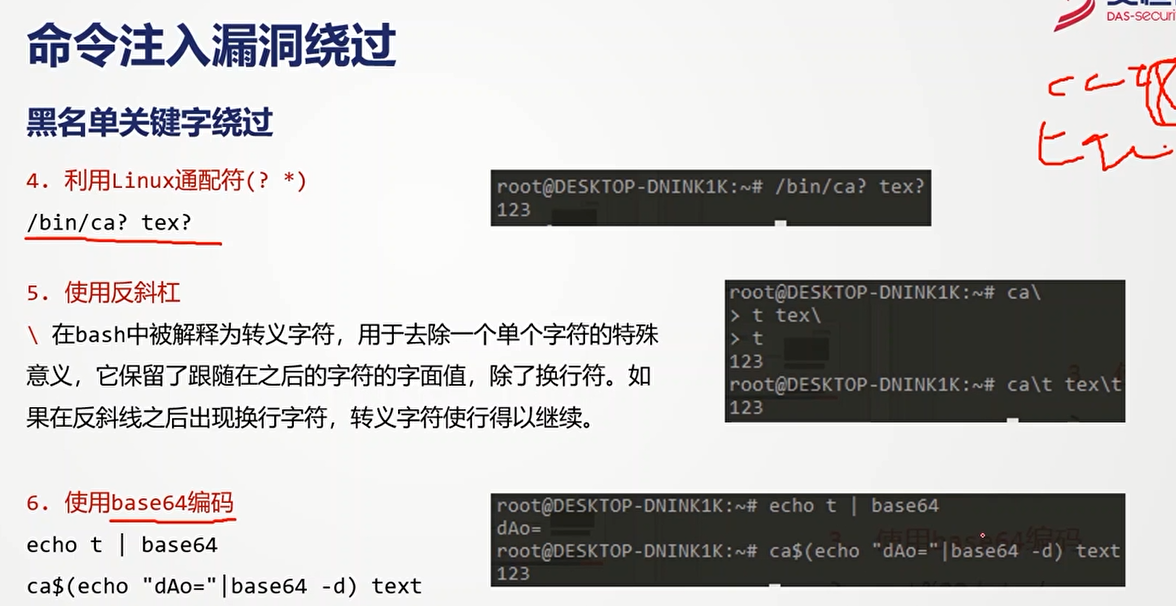 DAS-securi
命令注入漏洞绕过
黑名单关键字绕过
4. 利用Linux通配符(? *)
/bin/ca? tex?
root@DESKTOP-DNINK1K:~# /bin/ca? tex?
123
5. 使用反斜杠
\ 在bash中被解释为转义字符，用于去除一个单个字符的特殊
意义，它保留了跟随在之后的字符的字面值，除了换行符。如
果在反斜线之后出现换行字符，转义字符使行得以继续。
root@DESKTOP-DNINK1K:~# ca\
> t tex\
> t
123
root@DESKTOP-DNINK1K:~# ca\t tex\t
123
6. 使用base64编码
echo t | base64
ca$(echo "dAo="|base64 -d) text
root@DESKTOP-DNINK1K:~# echo t | base64
dAo=
root@DESKTOP-DNINK1K:~# ca$(echo "dAo="|base64 -d) text
123